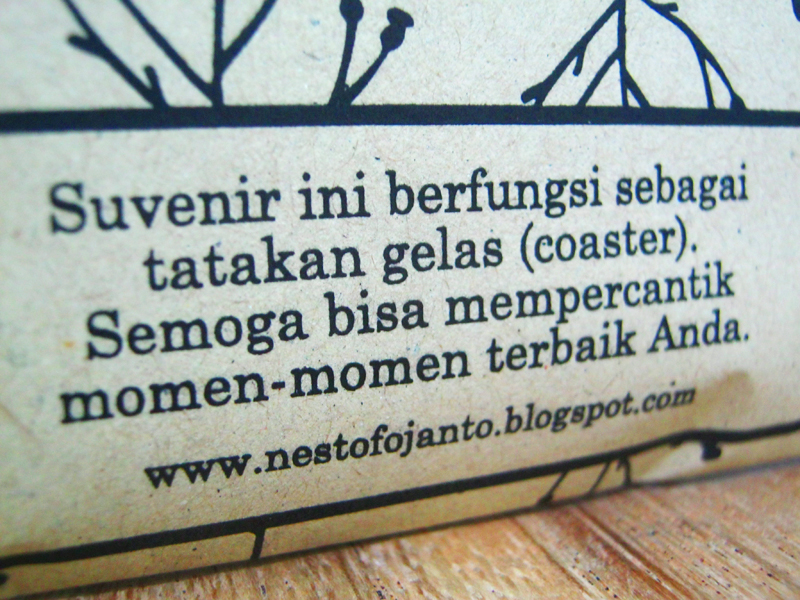 Suvenir ini berfungsi sebagai
tatakan gelas (coaster).
Semoga bisa mempercantik
momen-momen terbaik Anda.
www.nestofojanto.blogspot.com